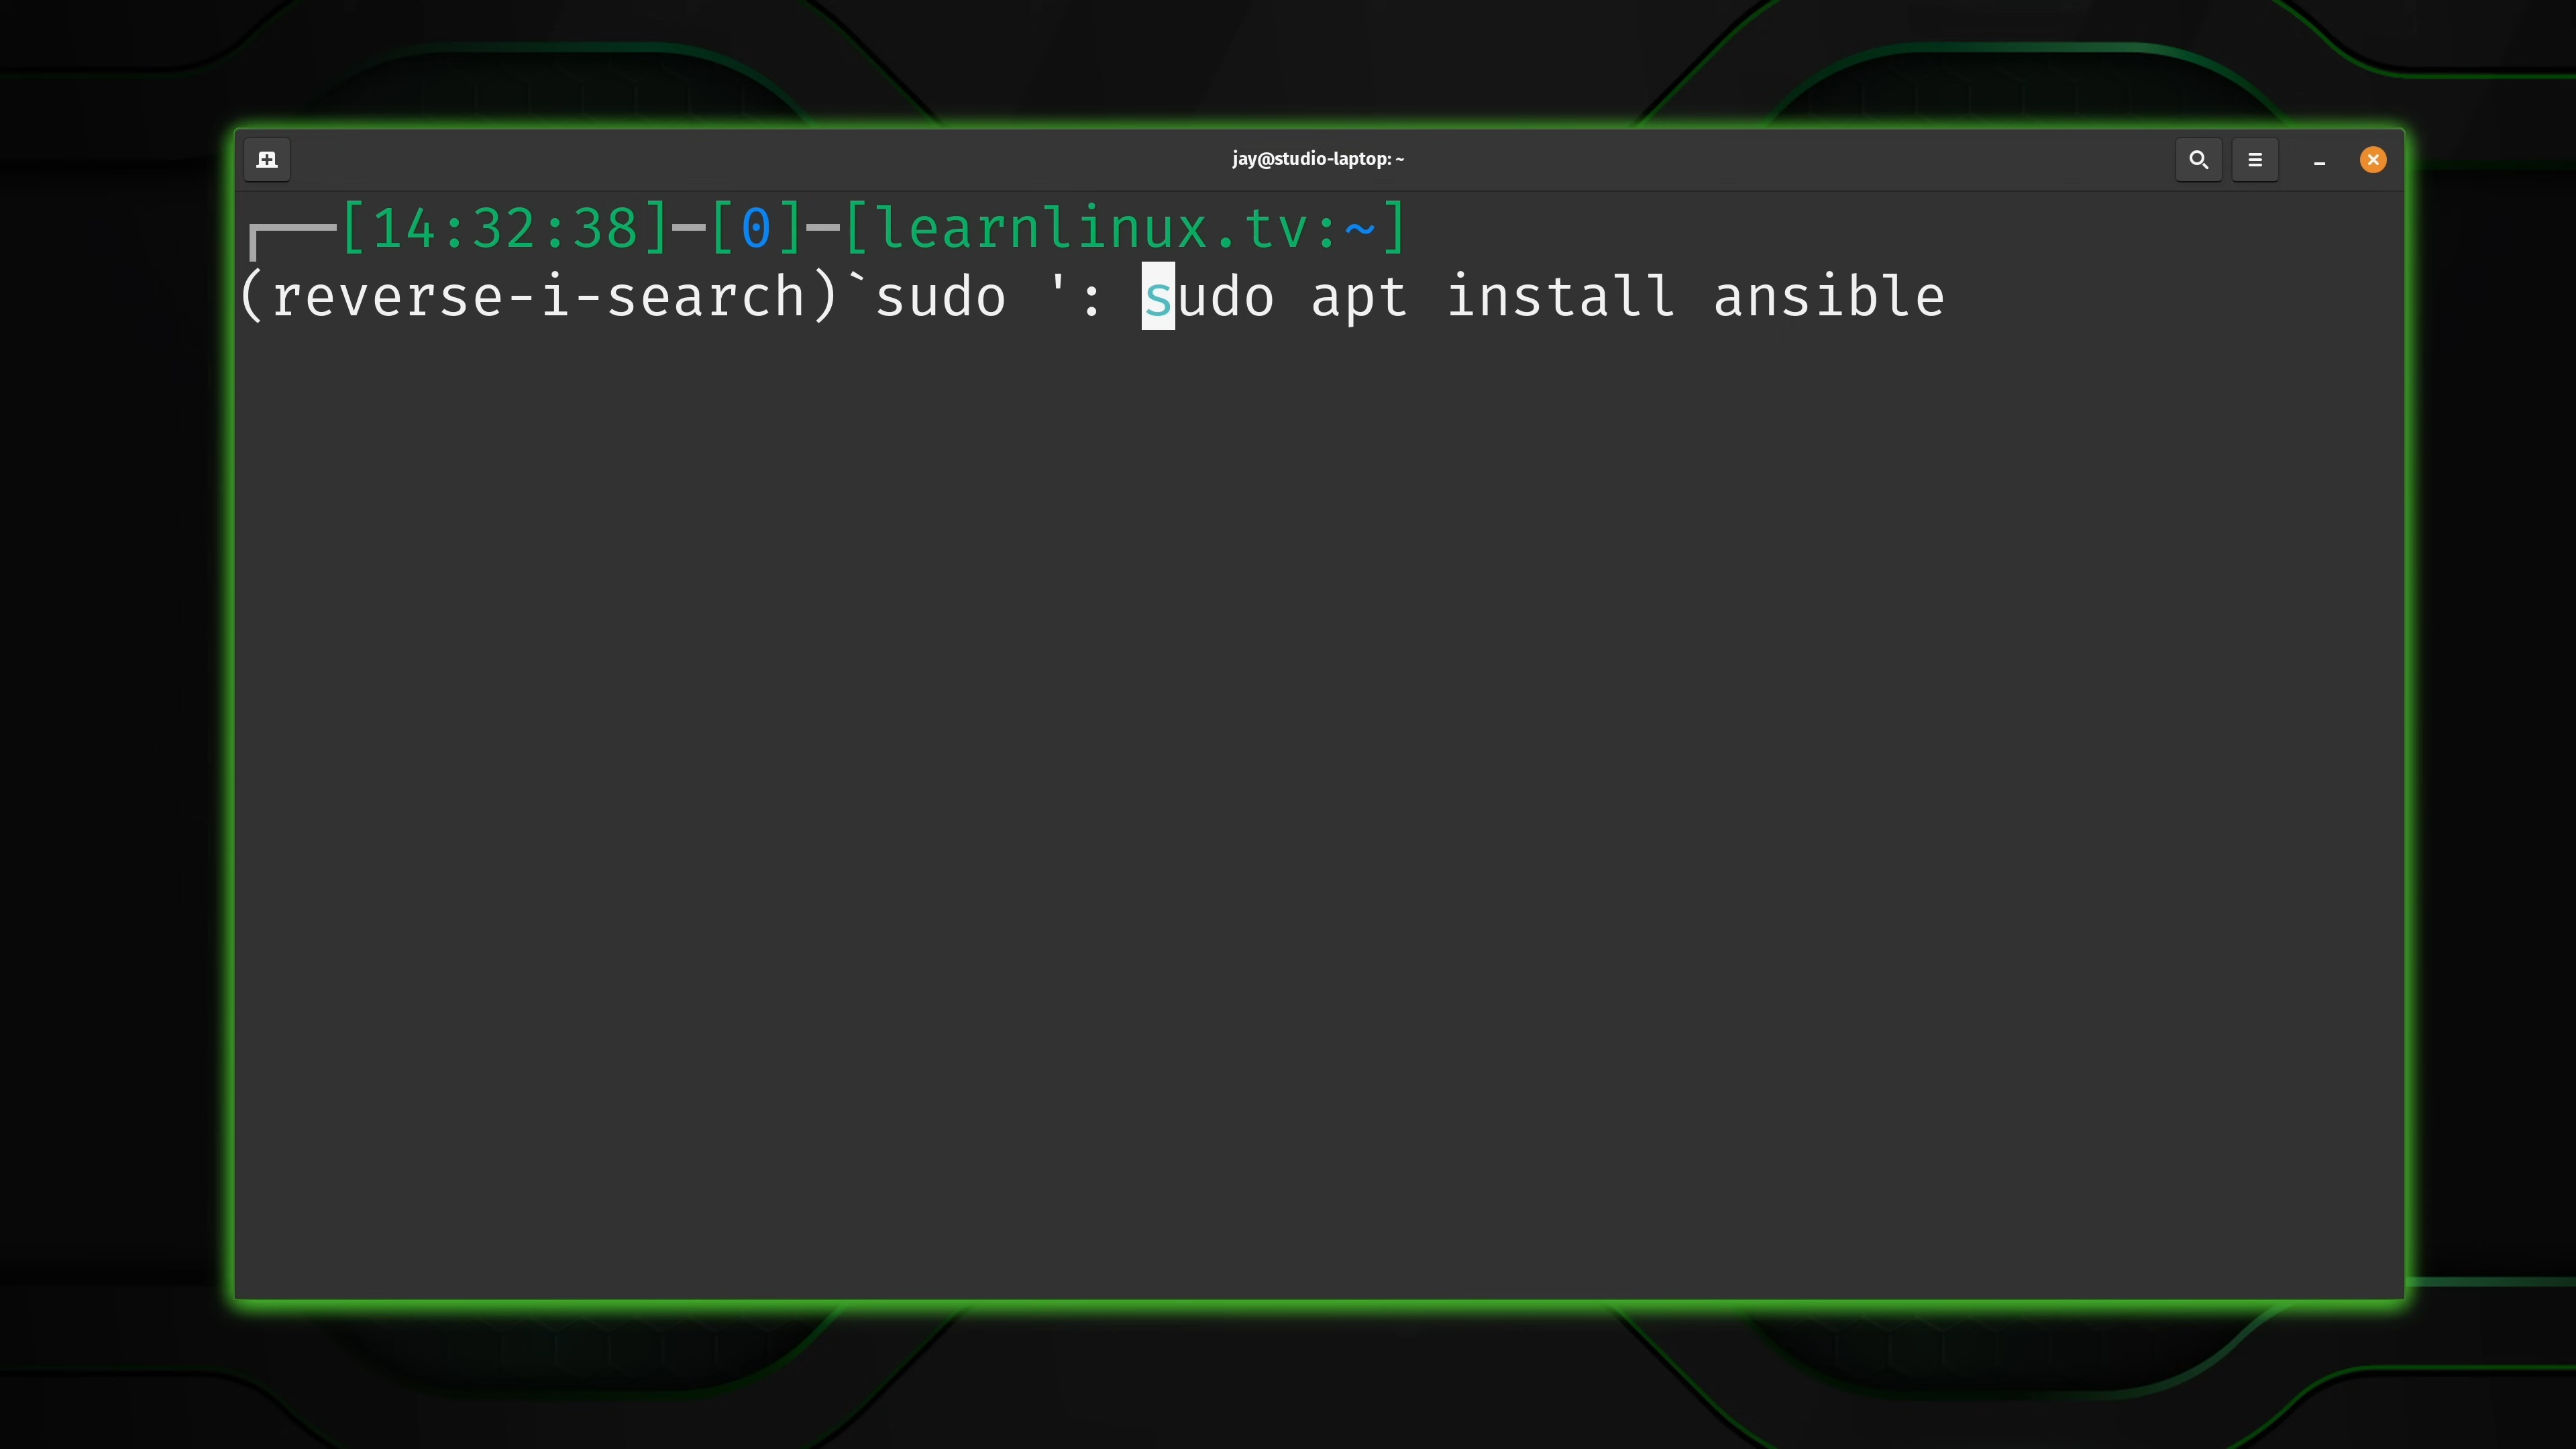 jay@studio-laptop: ~
┌──[14:32:38]─[0]─[learnlinux.tv:~]
(reverse-i-search)`sudo ': sudo apt install ansible